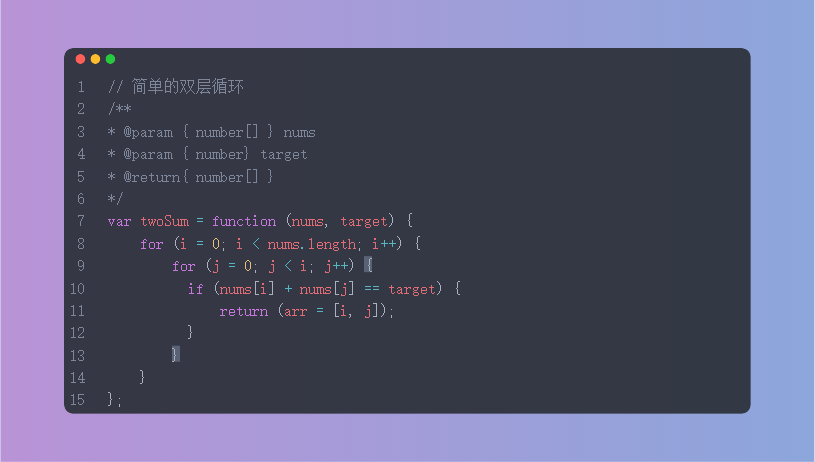 1 // 简单的双层循环
2 /**
3 * @param { number[] } nums
4 * @param { number} target
5 * @return{ number[] }
6 */
7 var twoSum = function (nums, target) {
8     for (i = 0; i < nums.length; i++) {
9         for (j = 0; j < i; j++) {
10           if (nums[i] + nums[j] == target) {
11               return (arr = [i, j]);
12           }
13         }
14     }
15 };